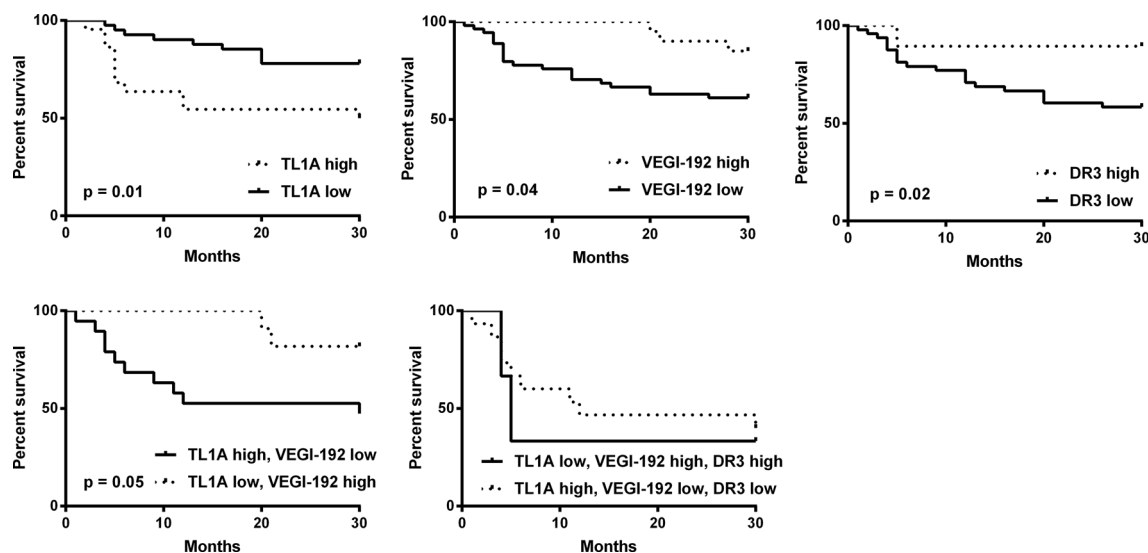 100
50
0
0
10
20
30
Percent survival
Months
TL1A high
TL1A low
p = 0.01
100
50
0
0
10
20
30
Percent survival
Months
VEGI-192 high
VEGI-192 low
p = 0.04
100
50
0
0
10
20
30
Percent survival
Months
DR3 high
DR3 low
p = 0.02
100
50
0
0
10
20
30
Percent survival
Months
TL1A high, VEGI-192 low
TL1A low, VEGI-192 high
p = 0.05
100
50
0
0
10
20
30
Percent survival
Months
TL1A low, VEGI-192 high, DR3 high
TL1A high, VEGI-192 low, DR3 low